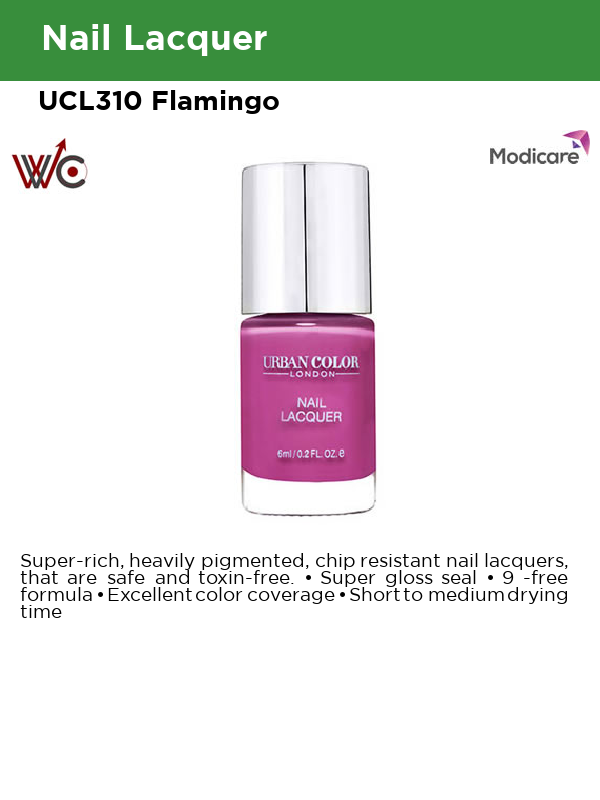 Nail Lacquer
UCL310 Flamingo
WC
Modicare
URBAN COLOR
LONDON
NAIL
LACQUER
6ml/0.2 FL. OZ. e
Super-rich, heavily pigmented, chip resistant nail lacquers,
that are safe and toxin-free. • Super gloss seal • 9 -free
formula • Excellent color coverage • Short to medium drying
time